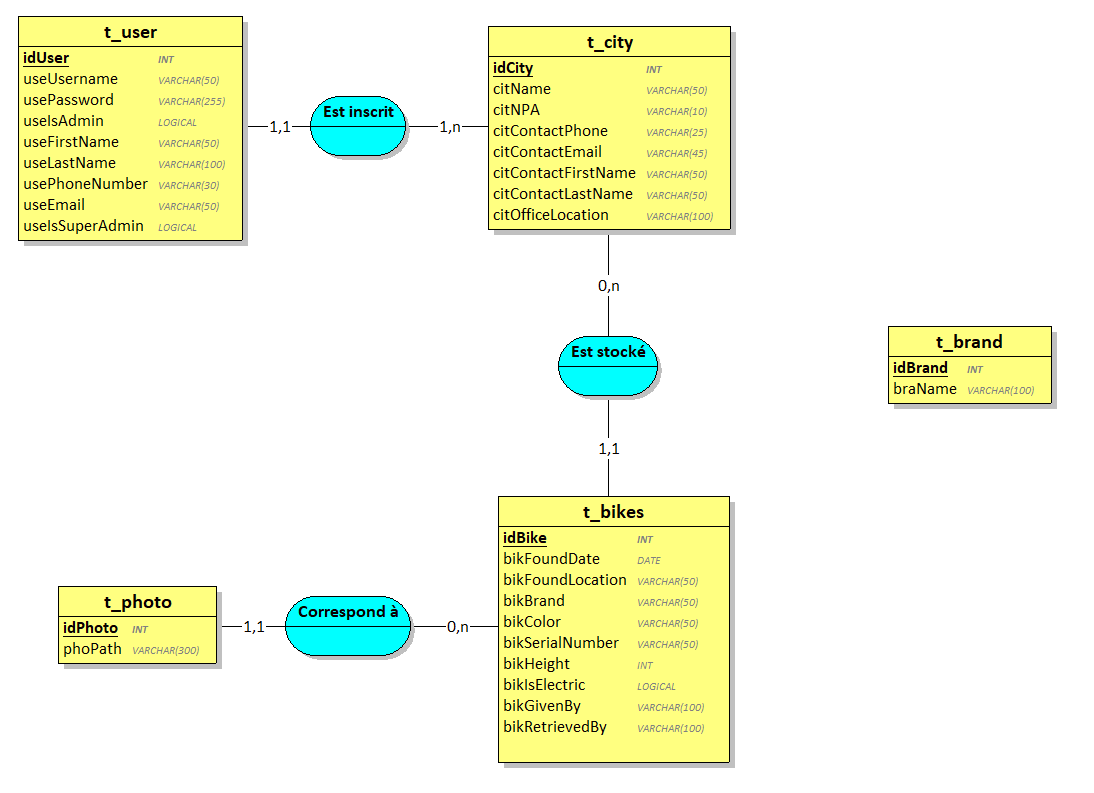 t_user
idUser INT
useUsername VARCHAR(50)
usePassword VARCHAR(255)
useIsAdmin LOGICAL
useFirstName VARCHAR(50)
useLastName VARCHAR(100)
usePhoneNumber VARCHAR(30)
useEmail VARCHAR(50)
useIsSuperAdmin LOGICAL
1,1
Est inscrit
1,n
t_city
idCity INT
citName VARCHAR(50)
citNPA VARCHAR(10)
citContactPhone VARCHAR(25)
citContactEmail VARCHAR(45)
citContactFirstName VARCHAR(50)
citContactLastName VARCHAR(50)
citOfficeLocation VARCHAR(100)
0,n
Est stocké
1,1
t_brand
idBrand INT
braName VARCHAR(100)
t_photo
idPhoto INT
phoPath VARCHAR(300)
1,1
Correspond à
0,n
t_bikes
idBike INT
bikFoundDate DATE
bikFoundLocation VARCHAR(50)
bikBrand VARCHAR(50)
bikColor VARCHAR(50)
bikSerialNumber VARCHAR(50)
bikHeight INT
bikIsElectric LOGICAL
bikGivenBy VARCHAR(100)
bikRetrievedBy VARCHAR(100)